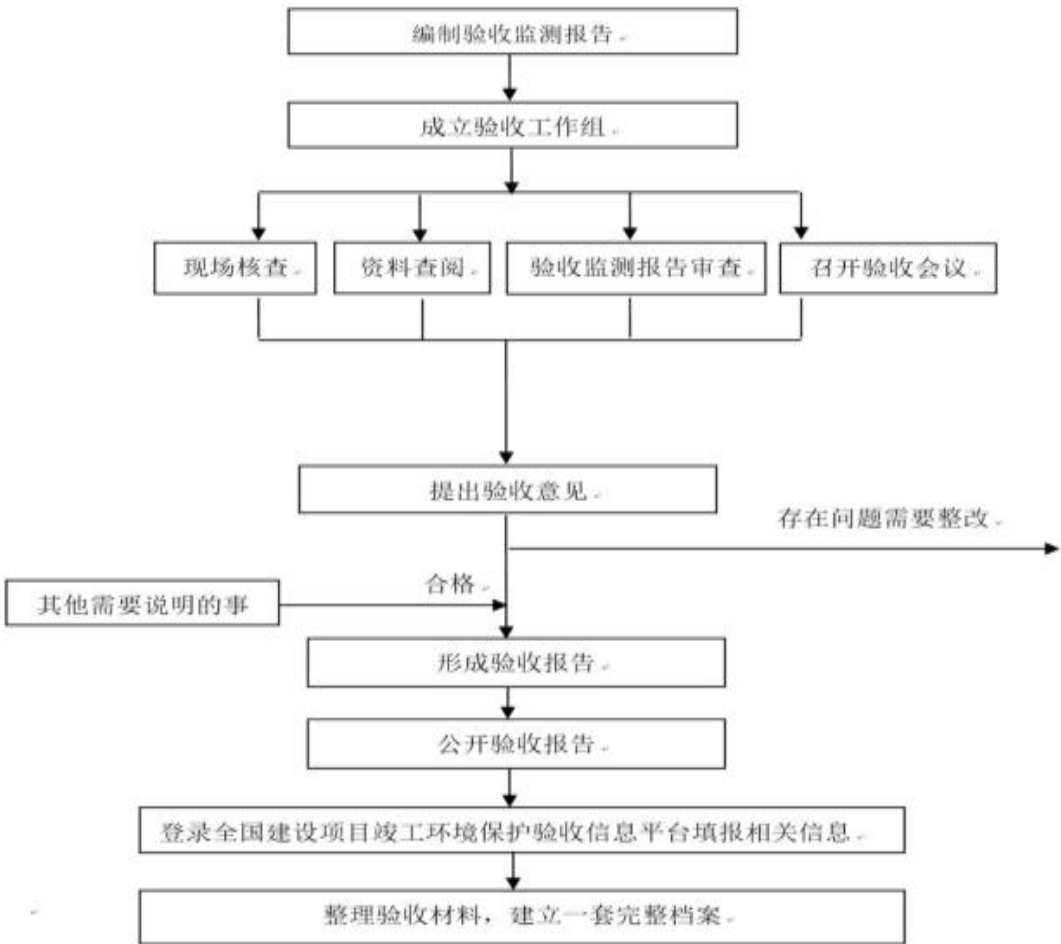 编制验收监测报告
成立验收工作组
现场核查
资料查阅
验收监测报告审查
召开验收会议
提出验收意见
存在问题需要整改
合格
其他需要说明的事
形成验收报告
公开验收报告
登录全国建设项目竣工环境保护验收信息平台填报相关信息
整理验收材料，建立一套完整档案